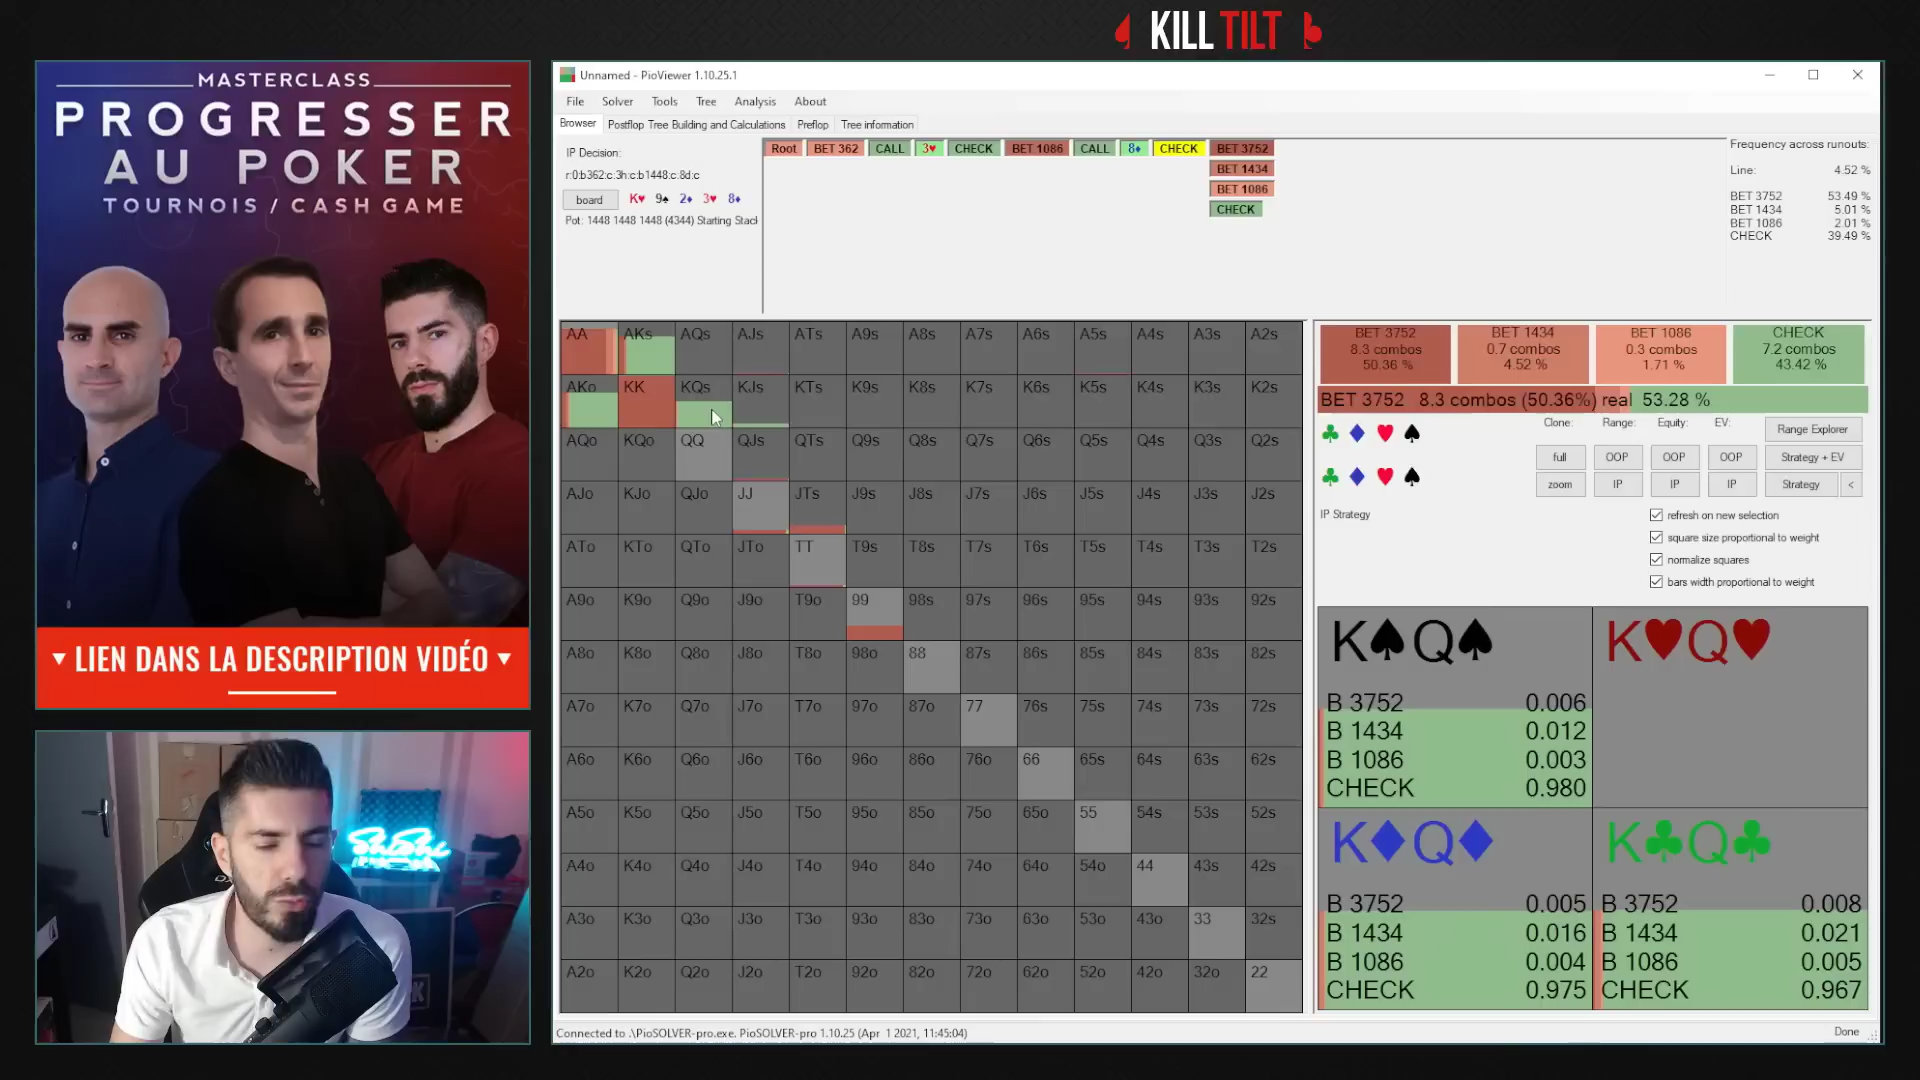 KILL TILT
MASTERCLASS
PROGRESSER
AU POKER
TOURNOIS / CASH GAME
▼ LIEN DANS LA DESCRIPTION VIDÉO ▼
ShiShi
Unnamed - PioViewer 1.10.25.1
File Solver Tools Tree Analysis About
Browser Postflop Tree Building and Calculations Preflop Tree information
IP Decision:
r:0:b362:c:3h:c:b1448:c:8d:c
board K♥ 9♠ 2♦ 3♥ 8♦
Pot: 1448 1448 1448 (4344) Starting Stack
Root BET 362 CALL 3♥ CHECK BET 1086 CALL 8♦ CHECK BET 3752
BET 1434
BET 1086
CHECK
Frequency across runouts:
Line: 4.52 %
BET 3752 53.49 %
BET 1434 5.01 %
BET 1086 2.01 %
CHECK 39.49 %
AA AKs AQs AJs ATs A9s A8s A7s A6s A5s A4s A3s A2s
AKo KK KQs KJs KTs K9s K8s K7s K6s K5s K4s K3s K2s
AQo KQo QQ QJs QTs Q9s Q8s Q7s Q6s Q5s Q4s Q3s Q2s
AJo KJo QJo JJ JTs J9s J8s J7s J6s J5s J4s J3s J2s
ATo KTo QTo JTo TT T9s T8s T7s T6s T5s T4s T3s T2s
A9o K9o Q9o J9o T9o 99 98s 97s 96s 95s 94s 93s 92s
A8o K8o Q8o J8o T8o 98o 88 87s 86s 85s 84s 83s 82s
A7o K7o Q7o J7o T7o 97o 87o 77 76s 75s 74s 73s 72s
A6o K6o Q6o J6o T6o 96o 86o 76o 66 65s 64s 63s 62s
A5o K5o Q5o J5o T5o 95o 85o 75o 65o 55 54s 53s 52s
A4o K4o Q4o J4o T4o 94o 84o 74o 64o 54o 44 43s 42s
A3o K3o Q3o J3o T3o 93o 83o 73o 63o 53o 43o 33 32s
A2o K2o Q2o J2o T2o 92o 82o 72o 62o 52o 42o 32o 22
BET 3752 BET 1434 BET 1086 CHECK
8.3 combos 0.7 combos 0.3 combos 7.2 combos
50.36 % 4.52 % 1.71 % 43.42 %
BET 3752 8.3 combos (50.36%) real 53.28 %
♣ ♦ ♥ ♠
♣ ♦ ♥ ♠
Clone: Range: Equity: EV: Range Explorer
full OOP OOP OOP Strategy + EV
zoom IP IP IP Strategy <
IP Strategy
refresh on new selection
square size proportional to weight
normalize squares
bars width proportional to weight
K♠Q♠
B 3752 0.006
B 1434 0.012
B 1086 0.003
CHECK 0.980
K♥Q♥
K♦Q♦
B 3752 0.005
B 1434 0.016
B 1086 0.004
CHECK 0.975
K♣Q♣
B 3752 0.008
B 1434 0.021
B 1086 0.005
CHECK 0.967
Connected to .\PioSOLVER-pro.exe. PioSOLVER-pro 1.10.25 (Apr 1 2021, 11:45:04)
Done